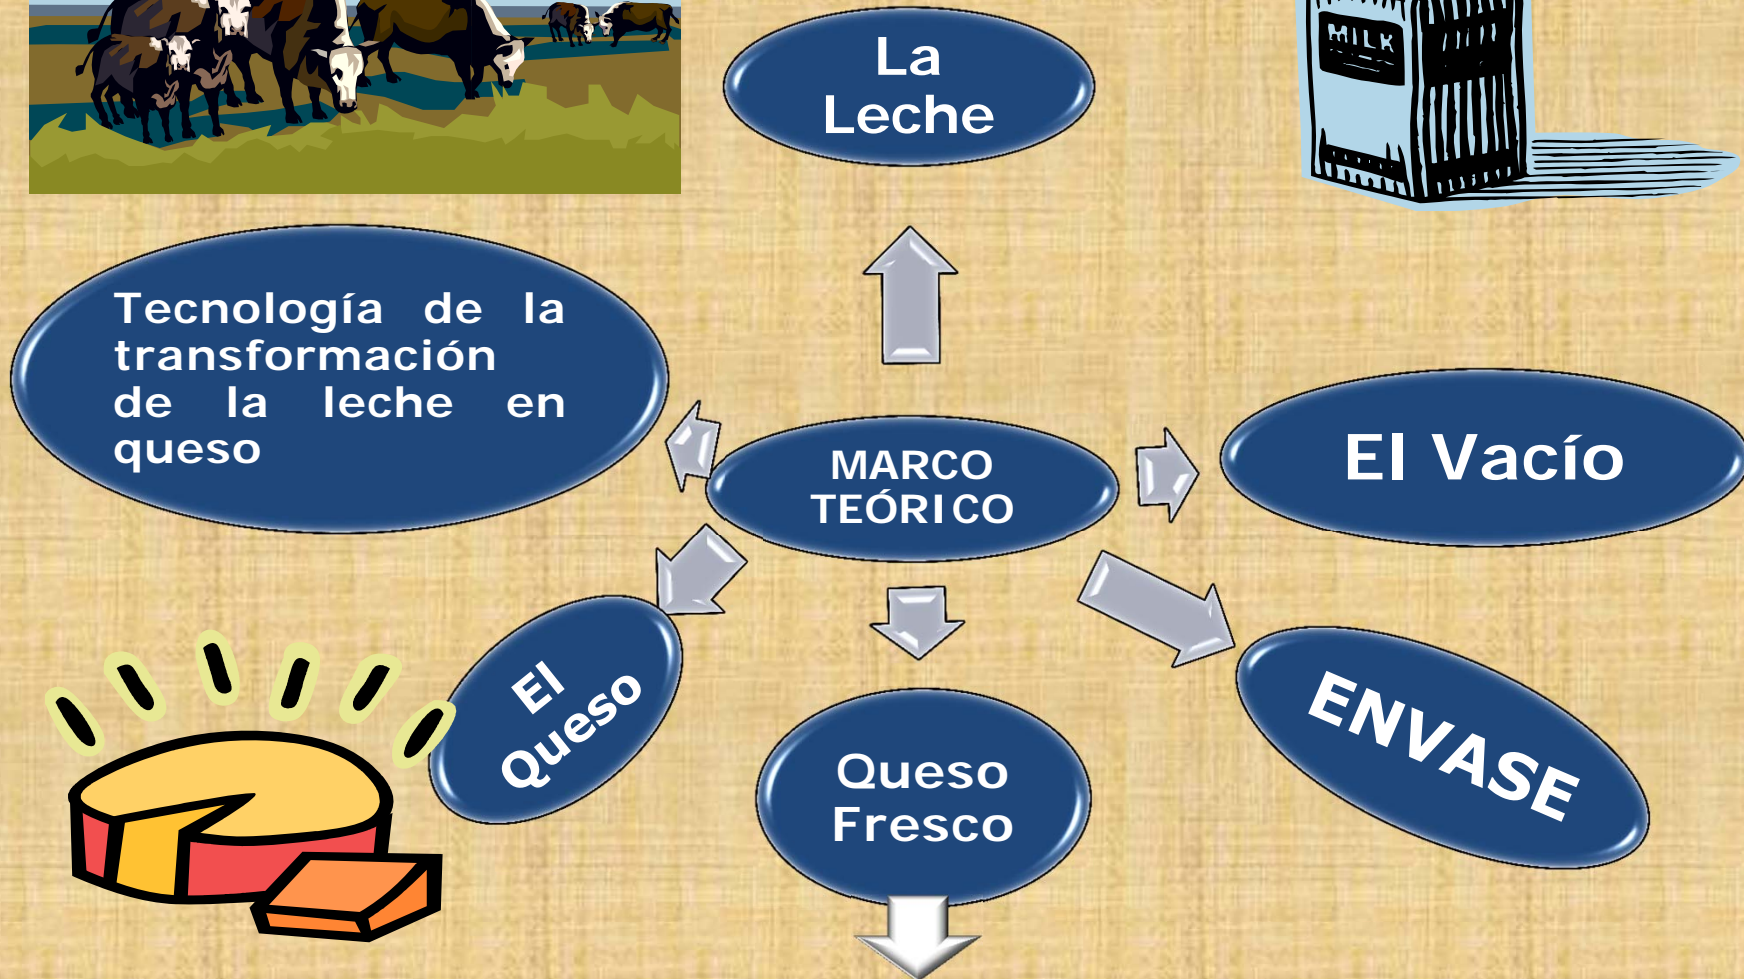 La
Leche
MILK
Tecnología de la
transformación
de la leche en
queso
MARCO
TEÓRICO
El Vacío
El
Queso
Queso
Fresco
ENVASE